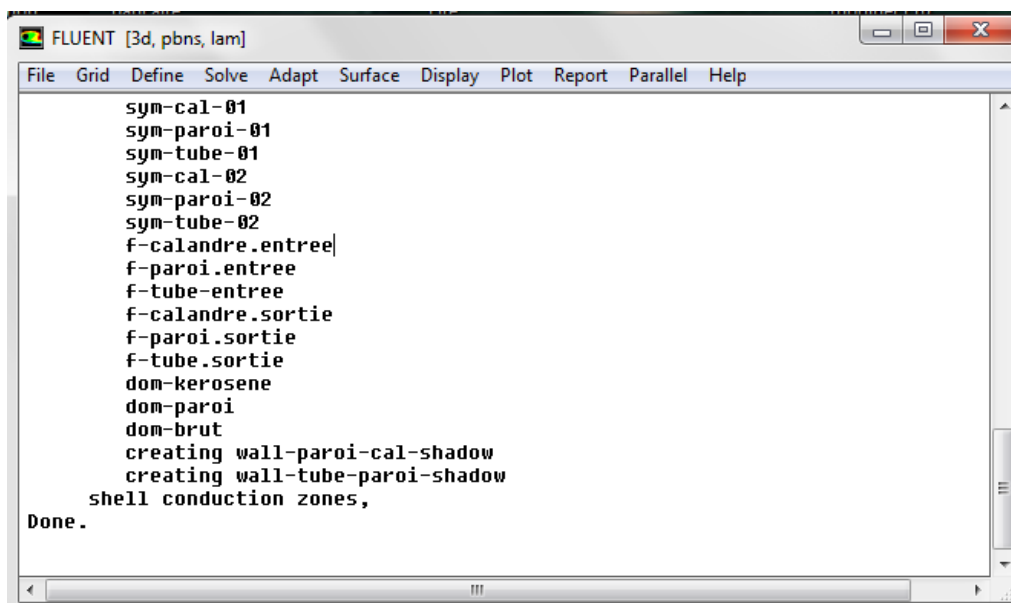 FLUENT [3d, pbns, lam]
File Grid Define Solve Adapt Surface Display Plot Report Parallel Help
sym-cal-01
sym-paroi-01
sym-tube-01
sym-cal-02
sym-paroi-02
sym-tube-02
f-calandre.entree
f-paroi.entree
f-tube-entree
f-calandre.sortie
f-paroi.sortie
f-tube.sortie
dom-kerosene
dom-paroi
dom-brut
creating wall-paroi-cal-shadow
creating wall-tube-paroi-shadow
shell conduction zones,
Done.